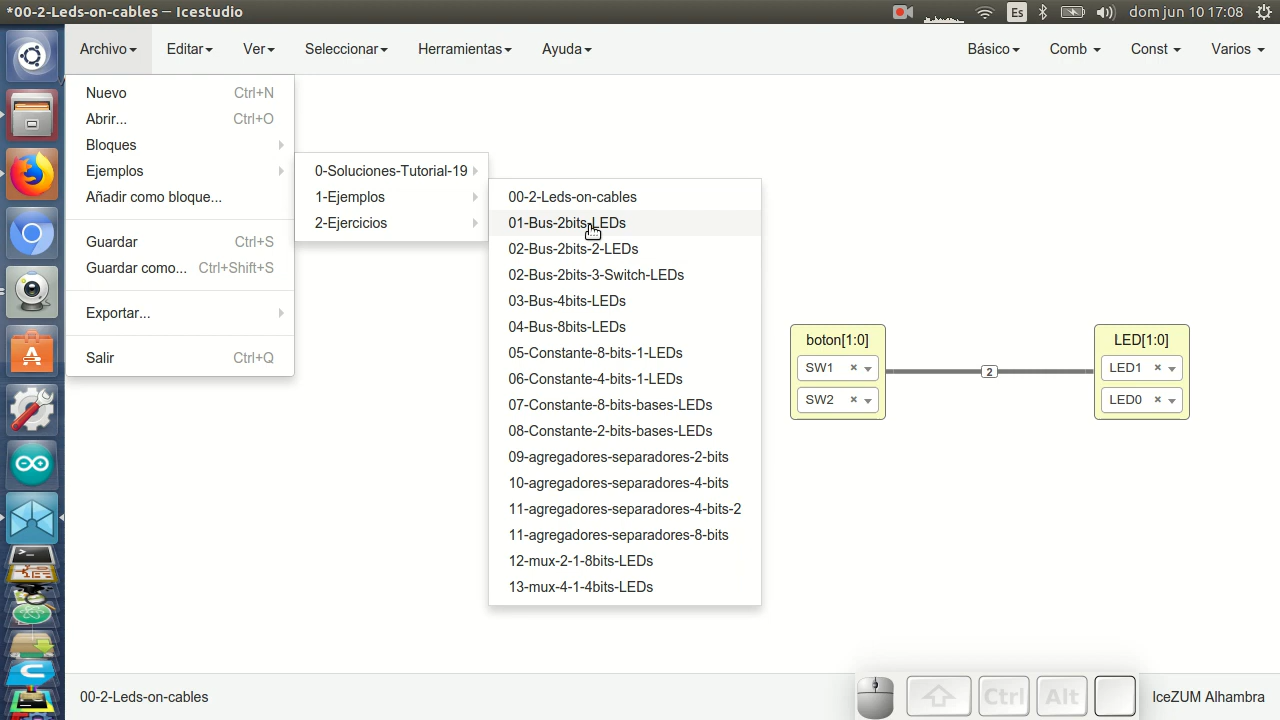 *00-2-Leds-on-cables — Icestudio
Es
dom jun 10 17:08
Archivo
Editar
Ver
Seleccionar
Herramientas
Ayuda
Básico
Comb
Const
Varios
Nuevo Ctrl+N
Abrir... Ctrl+O
Bloques
Ejemplos
Añadir como bloque...
Guardar Ctrl+S
Guardar como... Ctrl+Shift+S
Exportar...
Salir Ctrl+Q
0-Soluciones-Tutorial-19
1-Ejemplos
2-Ejercicios
00-2-Leds-on-cables
01-Bus-2bits-LEDs
02-Bus-2bits-2-LEDs
02-Bus-2bits-3-Switch-LEDs
03-Bus-4bits-LEDs
04-Bus-8bits-LEDs
05-Constante-8-bits-1-LEDs
06-Constante-4-bits-1-LEDs
07-Constante-8-bits-bases-LEDs
08-Constante-2-bits-bases-LEDs
09-agregadores-separadores-2-bits
10-agregadores-separadores-4-bits
11-agregadores-separadores-4-bits-2
11-agregadores-separadores-8-bits
12-mux-2-1-8bits-LEDs
13-mux-4-1-4bits-LEDs
boton[1:0]
SW1 ×
SW2 ×
2
LED[1:0]
LED1 ×
LED0 ×
00-2-Leds-on-cables
Ctrl
Alt
IceZUM Alhambra